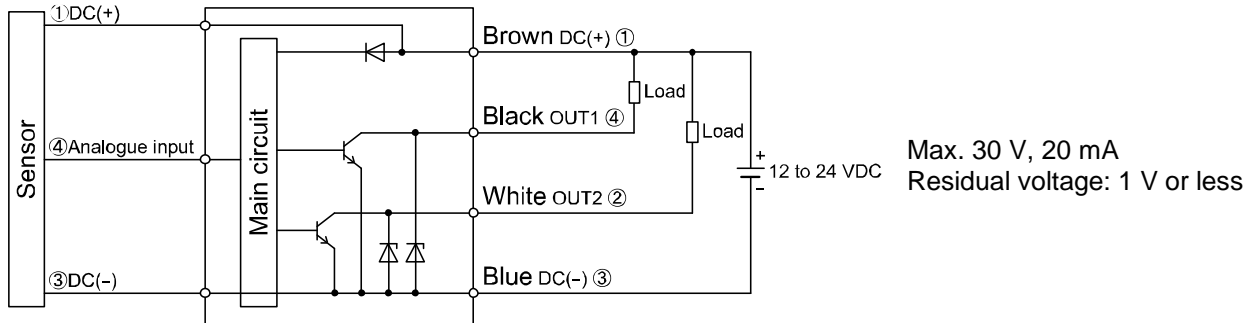 ①DC(+)
Brown DC(+) ①
Load
Black OUT1 ④
Sensor
④Analogue input
Main circuit
Load
+
12 to 24 VDC
-
Max. 30 V, 20 mA
Residual voltage: 1 V or less
White OUT2 ②
③DC(−)
Blue DC(−) ③